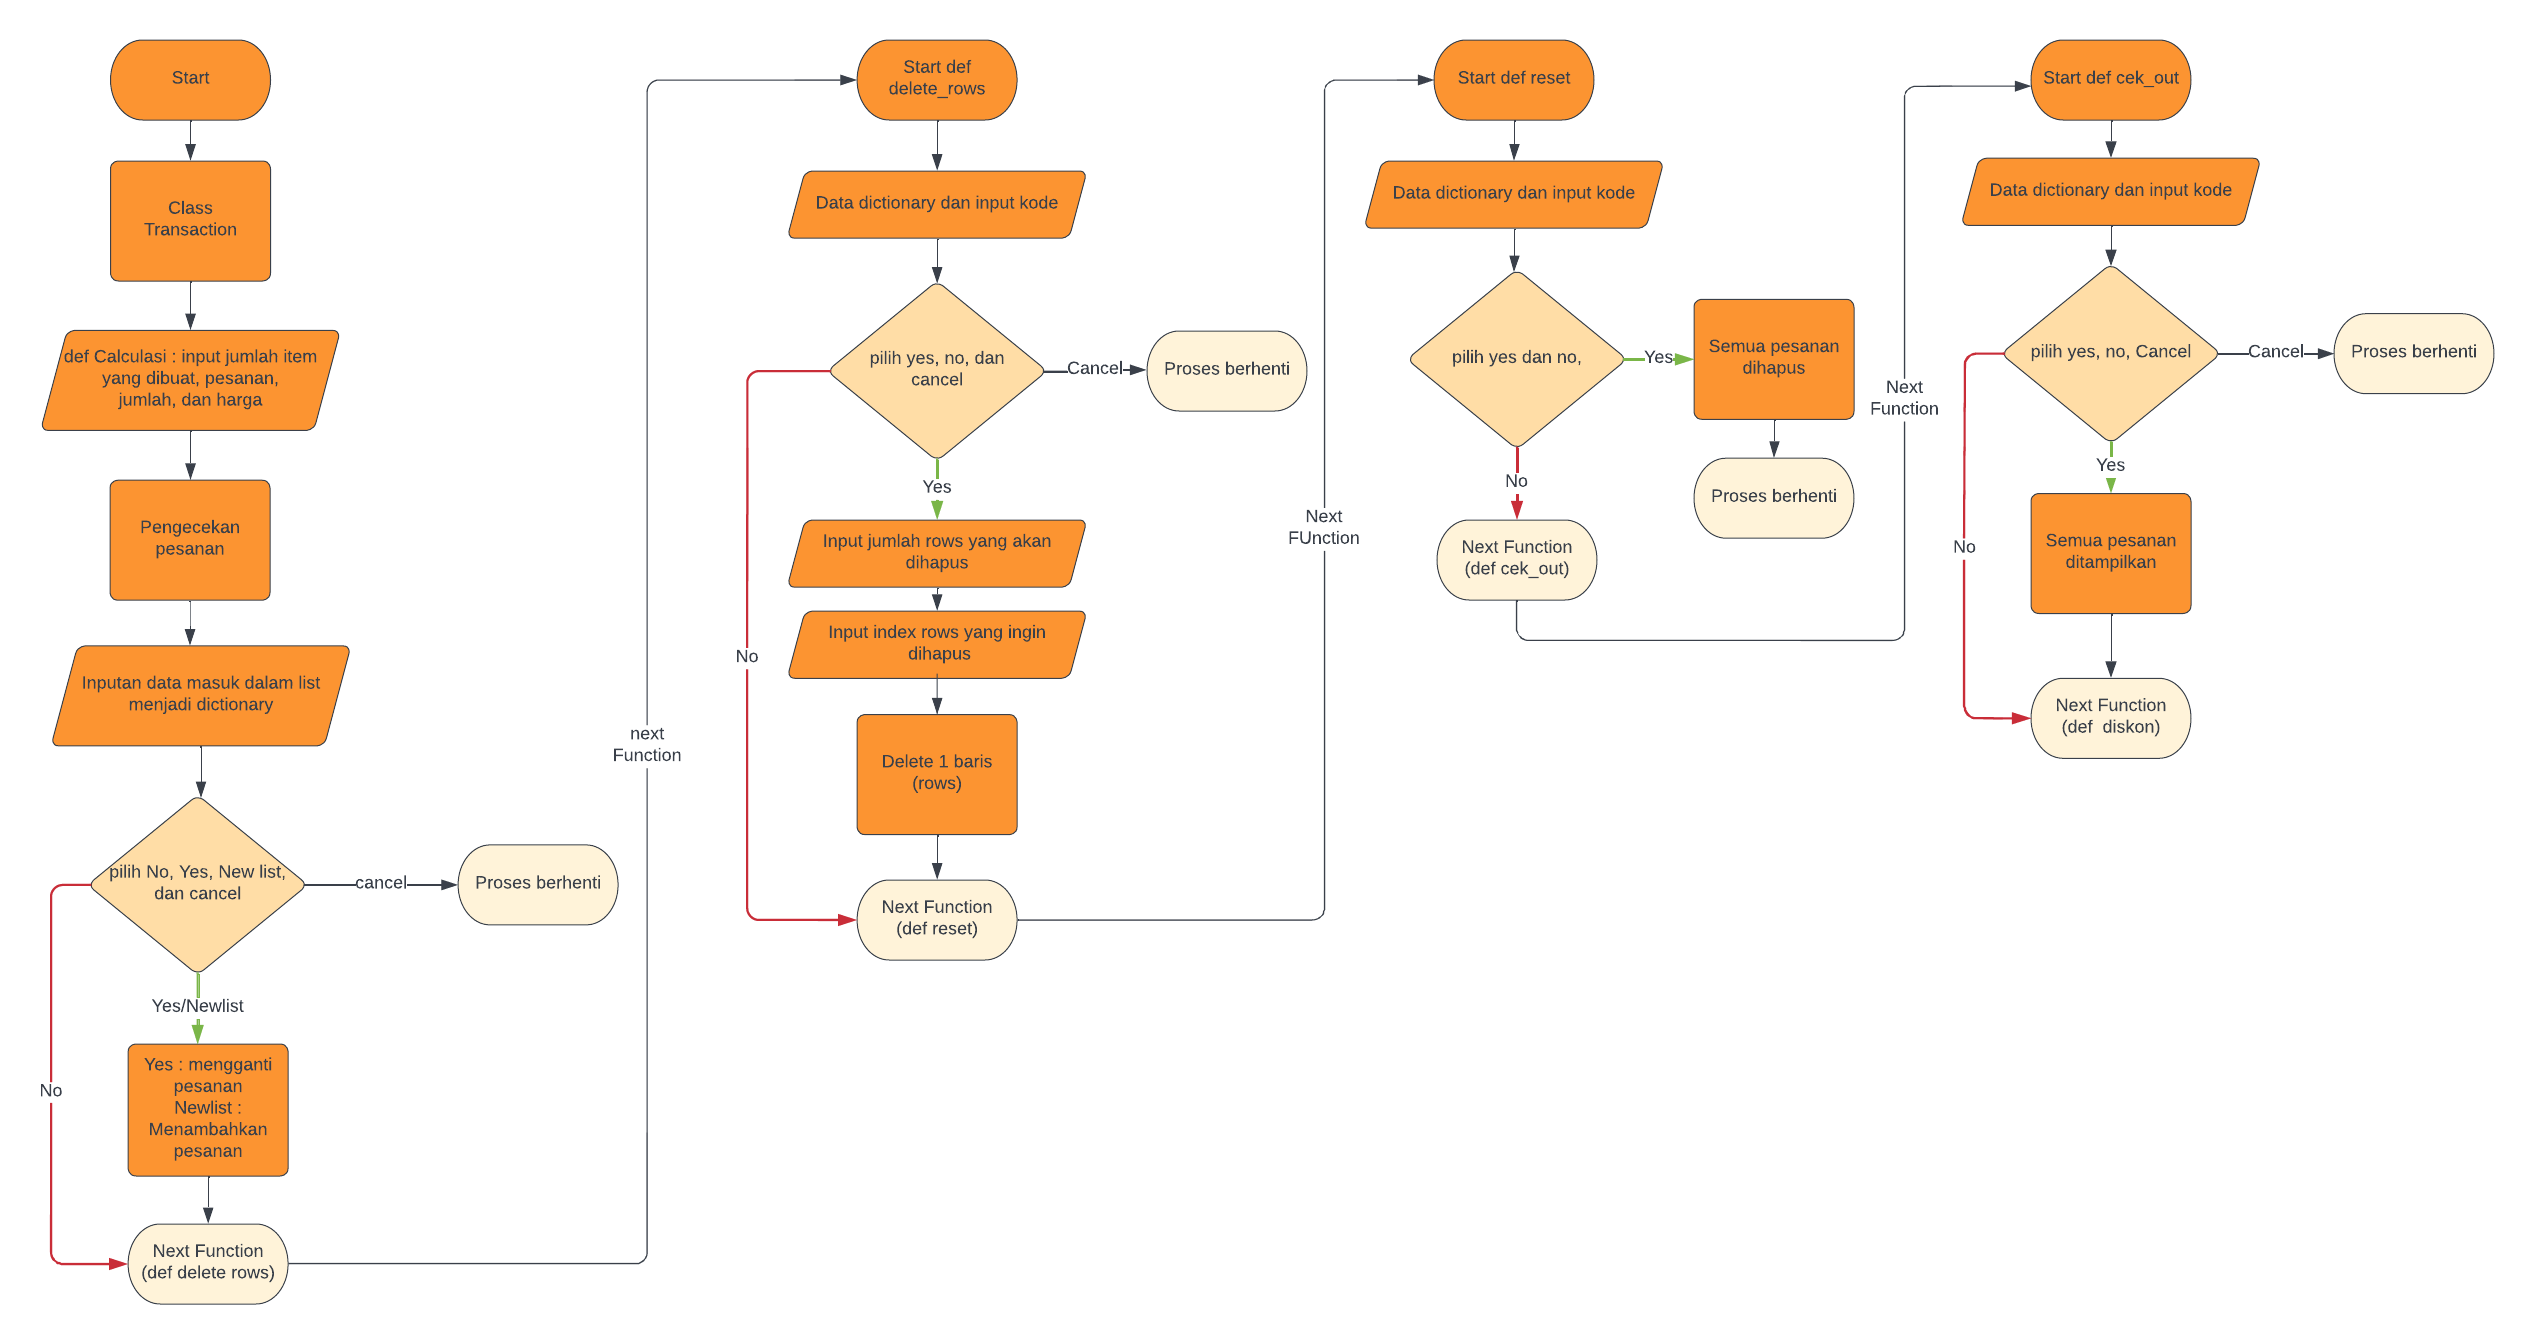 Start
Class
Transaction
def Calculasi : input jumlah item
yang dibuat, pesanan,
jumlah, dan harga
Pengecekan
pesanan
Inputan data masuk dalam list
menjadi dictionary
pilih No, Yes, New list,
dan cancel
cancel
Proses berhenti
Yes/Newlist
No
Yes : mengganti
pesanan
Newlist :
Menambahkan
pesanan
Next Function
(def delete rows)
next
Function
Start def
delete_rows
Data dictionary dan input kode
pilih yes, no, dan
cancel
Cancel
Proses berhenti
Yes
No
Input jumlah rows yang akan
dihapus
Input index rows yang ingin
dihapus
Delete 1 baris
(rows)
Next Function
(def reset)
Next
FUnction
Start def reset
Data dictionary dan input kode
pilih yes dan no,
Yes
Semua pesanan
dihapus
Proses berhenti
No
Next Function
(def cek_out)
Next
Function
Start def cek_out
Data dictionary dan input kode
pilih yes, no, Cancel
Cancel
Proses berhenti
Yes
No
Semua pesanan
ditampilkan
Next Function
(def  diskon)